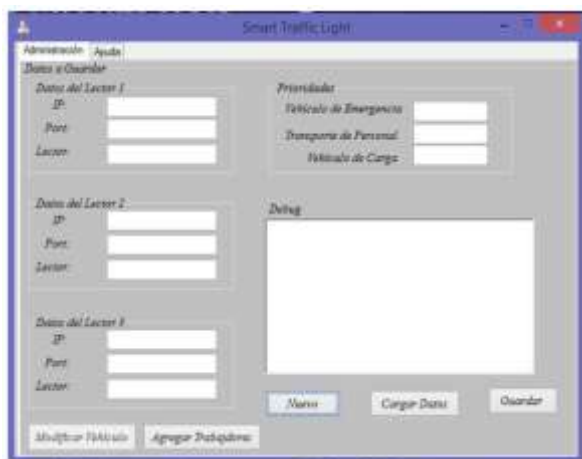 Smart Traffic Light
Administración
Ayuda
Datos a Guardar
Datos del Lector 1
IP:
Port:
Lector:
Prioridades
Vehículo de Emergencia:
Transporte de Personal:
Vehículo de Carga:
Datos del Lector 2
IP:
Port:
Lector:
Debug
Datos del Lector 3
IP:
Port:
Lector:
Nuevo
Cargar Datos
Guardar
Modificar Vehículo
Agregar Trabajadores